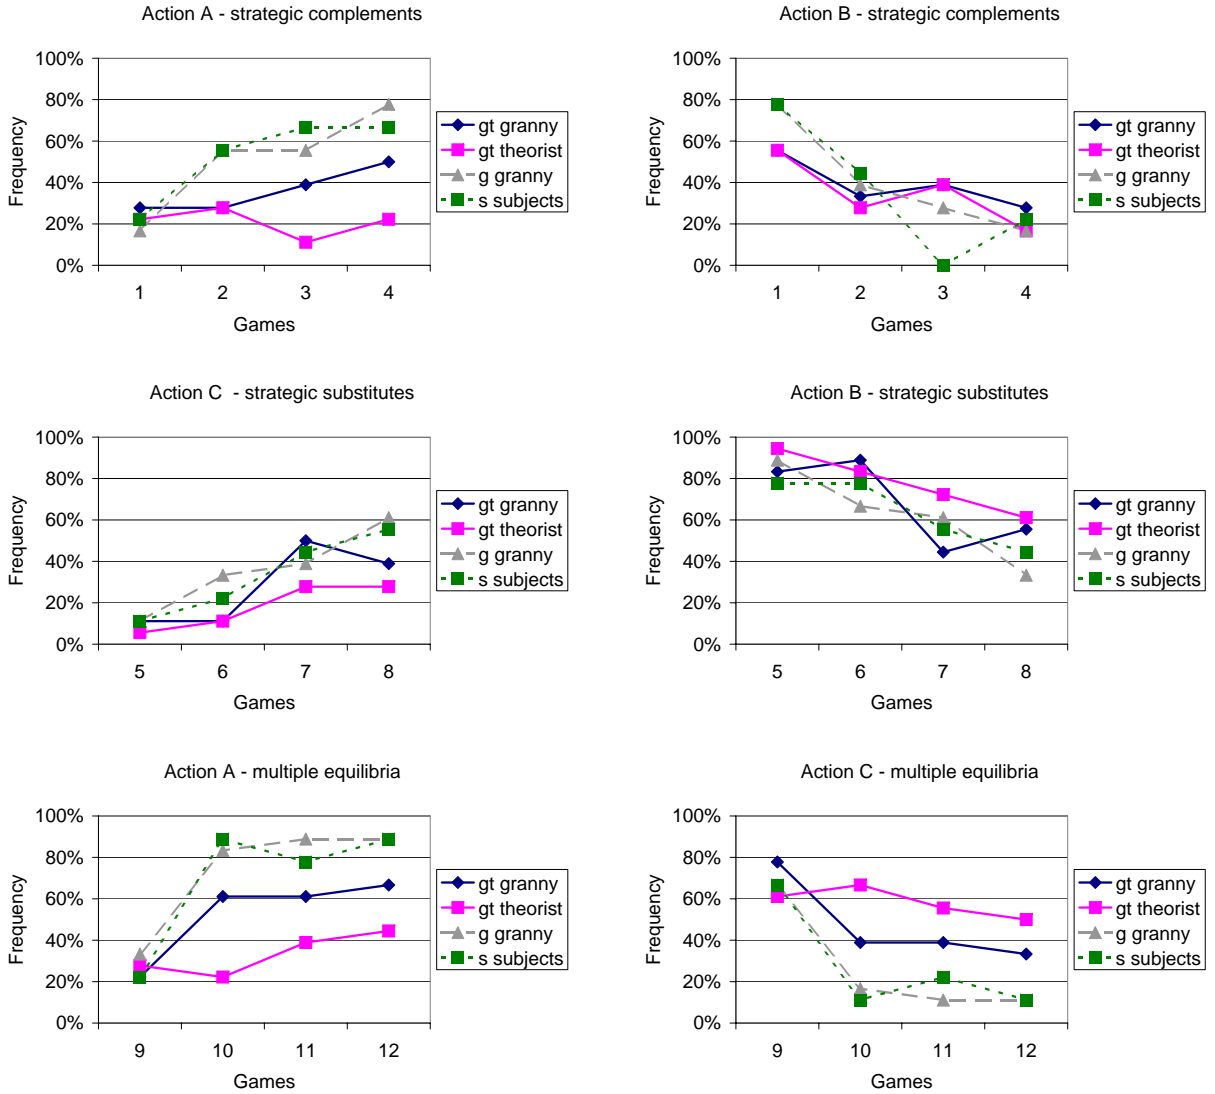 Action A - strategic complements
100%
80%
60%
40%
20%
0%
Frequency
1 2 3 4
Games
gt granny
gt theorist
g granny
s subjects
Action B - strategic complements
100%
80%
60%
40%
20%
0%
Frequency
1 2 3 4
Games
gt granny
gt theorist
g granny
s subjects
Action C - strategic substitutes
100%
80%
60%
40%
20%
0%
Frequency
5 6 7 8
Games
gt granny
gt theorist
g granny
s subjects
Action B - strategic substitutes
100%
80%
60%
40%
20%
0%
Frequency
5 6 7 8
Games
gt granny
gt theorist
g granny
s subjects
Action A - multiple equilibria
100%
80%
60%
40%
20%
0%
Frequency
9 10 11 12
Games
gt granny
gt theorist
g granny
s subjects
Action C - multiple equilibria
100%
80%
60%
40%
20%
0%
Frequency
9 10 11 12
Games
gt granny
gt theorist
g granny
s subjects